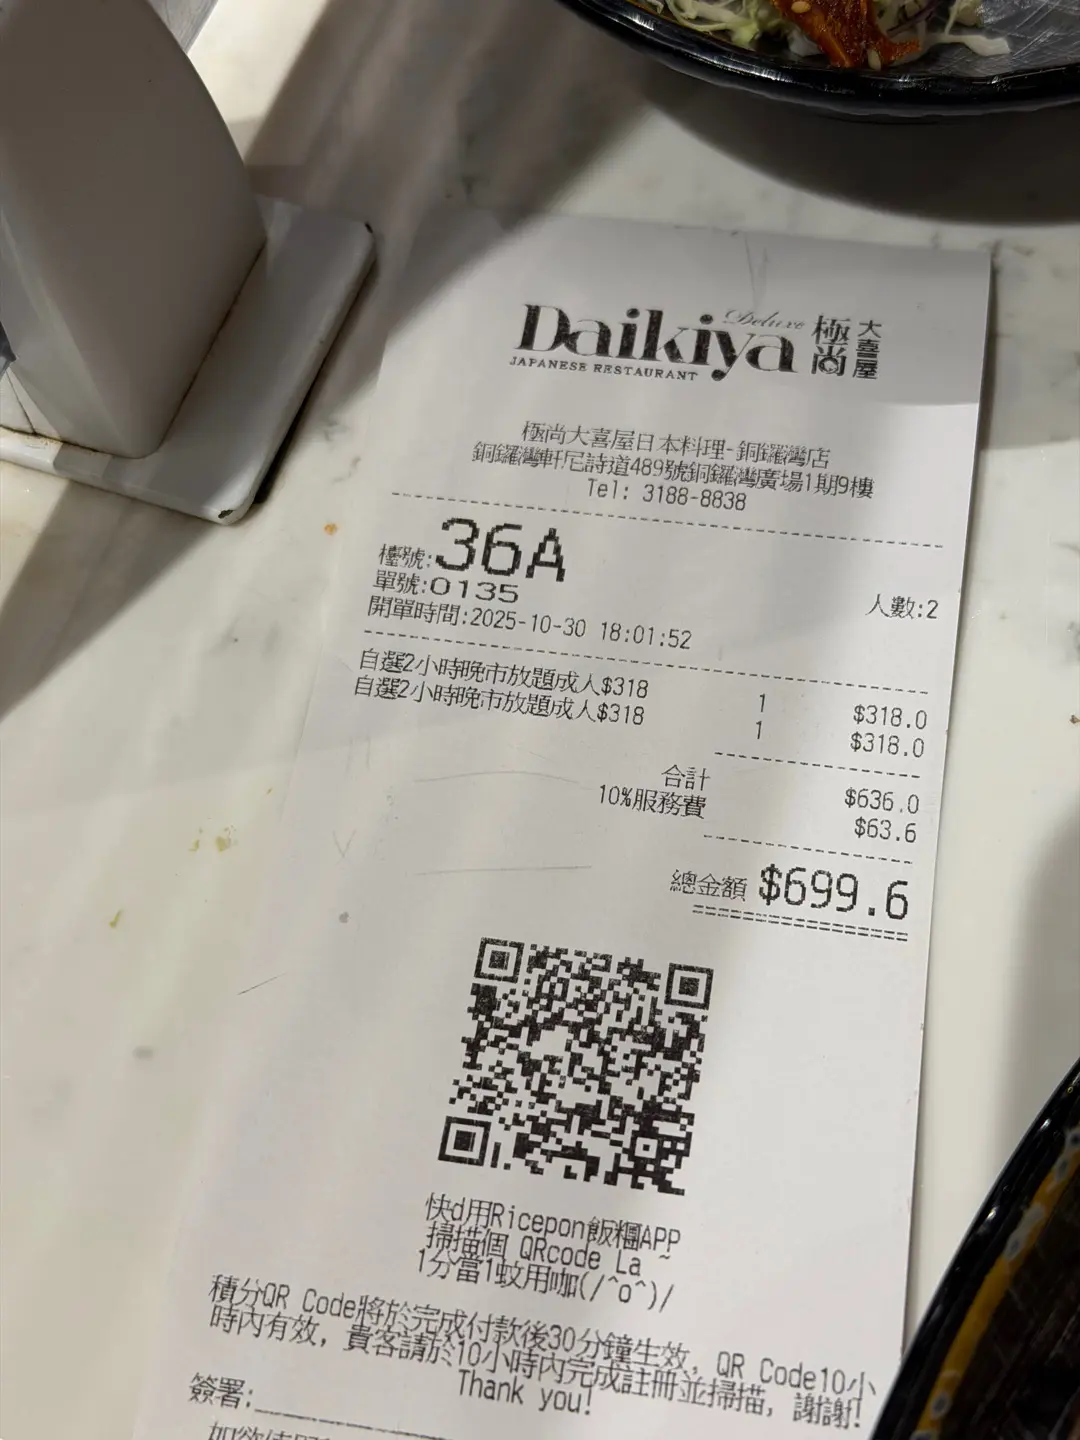 Daikiya Deluxe 極尚 大喜屋
JAPANESE RESTAURANT
極尚大喜屋日本料理-銅鑼灣店
銅鑼灣軒尼詩道489號銅鑼灣廣場1期9樓
Tel: 3188-8838
檯號:36A
單號:0135 人數:2
開單時間:2025-10-30 18:01:52
自選2小時晚市放題成人$318 1 $318.0
自選2小時晚市放題成人$318 1 $318.0
合計 $636.0
10%服務費 $63.6
總金額 $699.6
快d用Ricepon飯糰APP
掃描個 QRcode La ~
1分當1蚊用咖(/^o^)/
積分QR Code將於完成付款後30分鐘生效, QR Code10小
時內有效, 貴客請於10小時內完成註冊並掃描, 謝謝!
Thank you!
簽署: